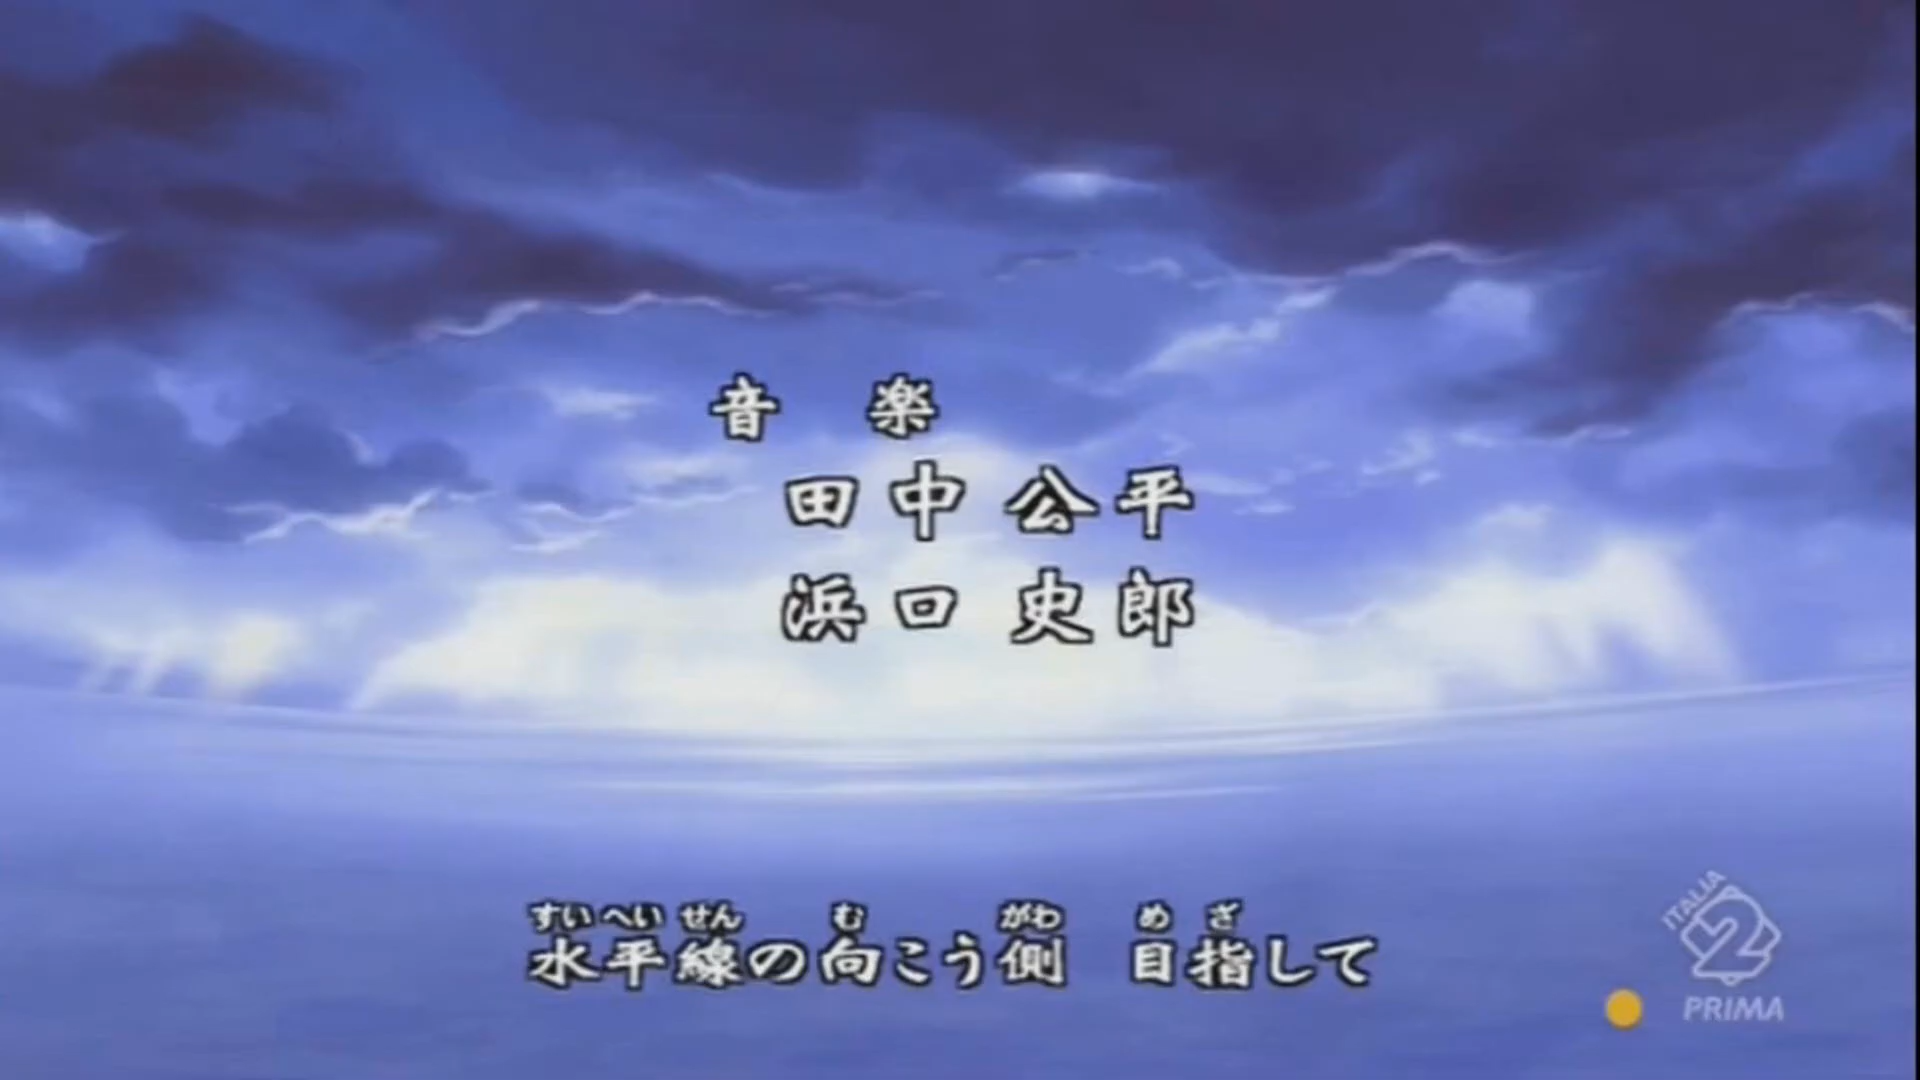 音 楽
田中 公平
浜口 史郎
すいへいせん む がわ め ざ
水平線の向こう側 目指して
ITALIA
2
PRIMA